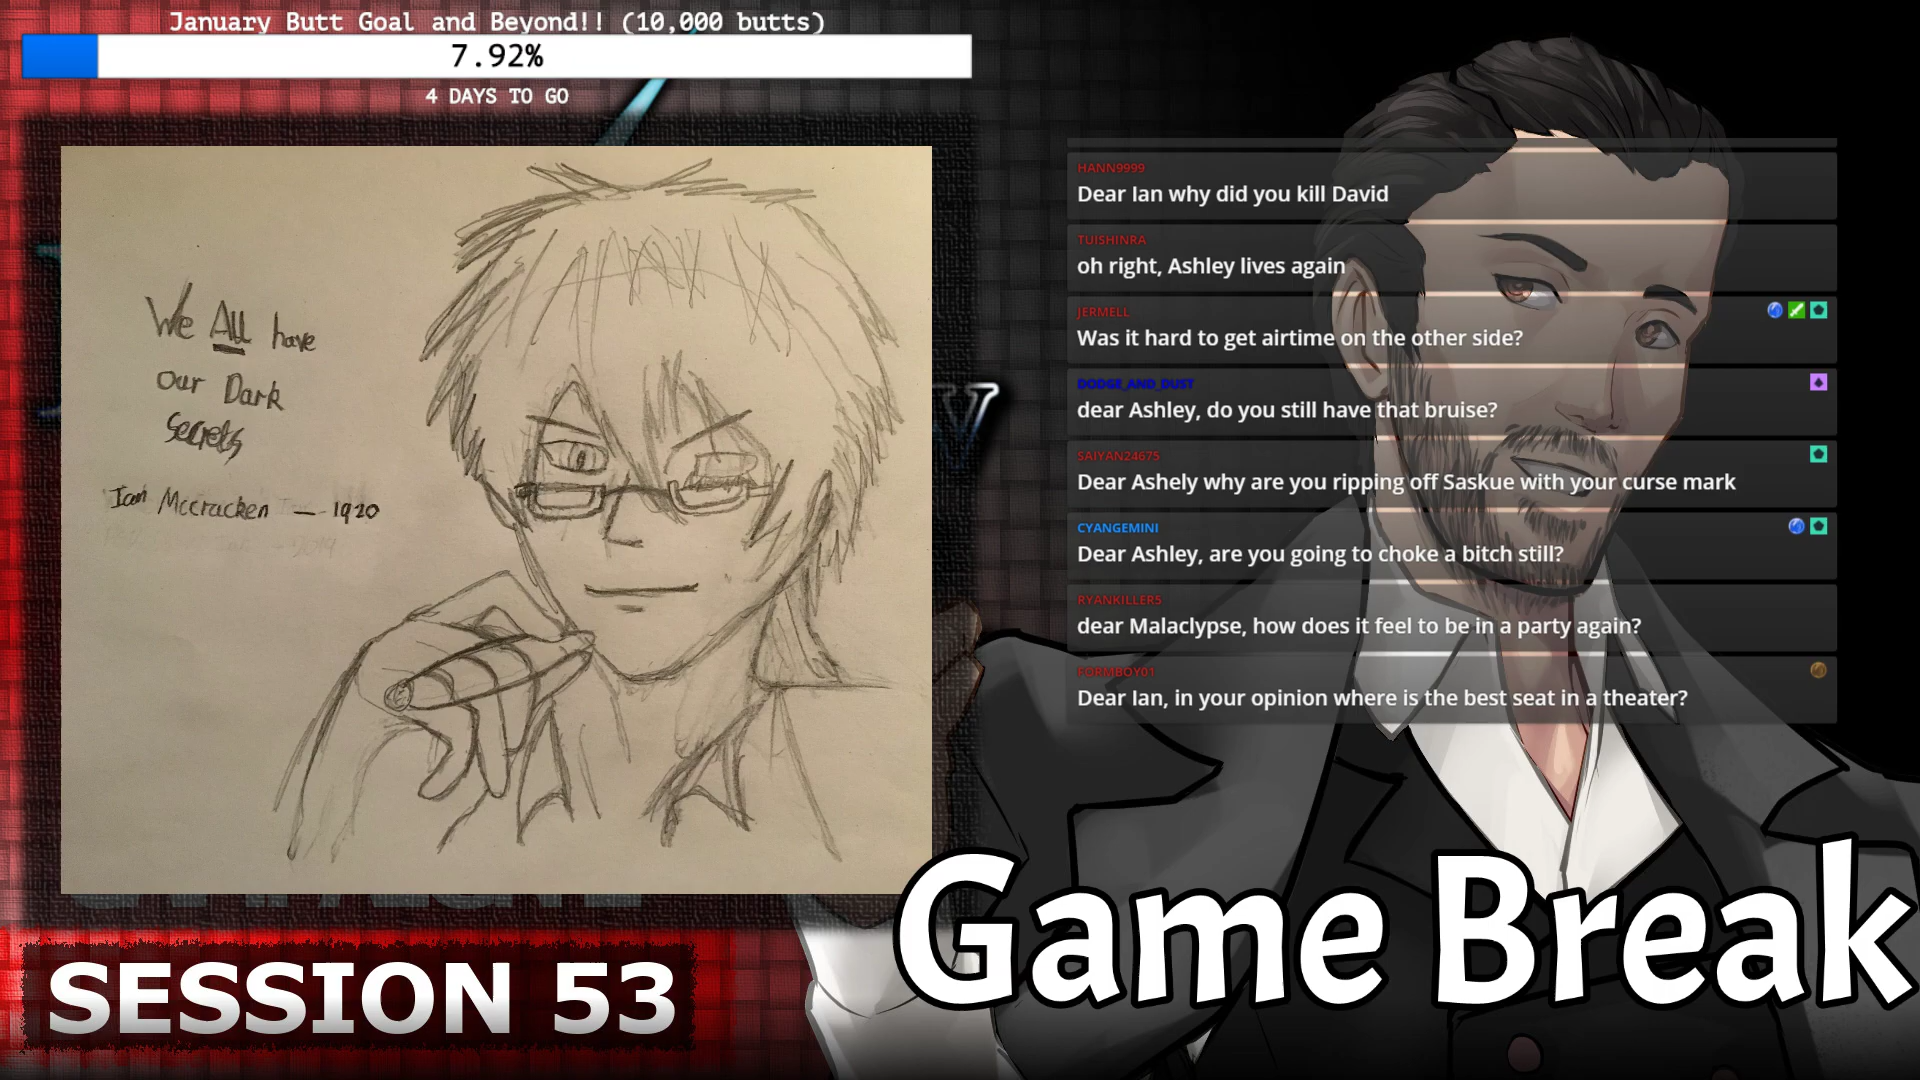 January Butt Goal and Beyond!! (10,000 butts)
7.92%
4 DAYS TO GO
We All have
our Dark
Secrets
Ian Mccracken — 1920
HANN9999
Dear Ian why did you kill David
TUISHINRA
oh right, Ashley lives again
JERMELL
Was it hard to get airtime on the other side?
DODGE_AND_DUST
dear Ashley, do you still have that bruise?
SAIYAN24675
Dear Ashely why are you ripping off Saskue with your curse mark
CYANGEMINI
Dear Ashley, are you going to choke a bitch still?
RYANKILLER5
dear Malaclypse, how does it feel to be in a party again?
FORMBOY01
Dear Ian, in your opinion where is the best seat in a theater?
Game Break
SESSION 53